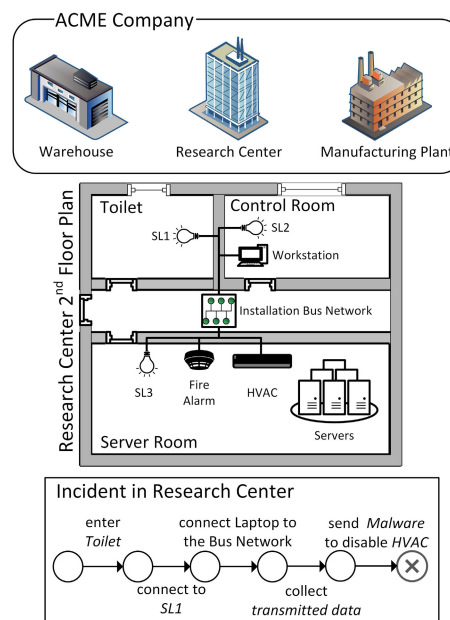 ACME Company
Warehouse
Research Center
Manufacturing Plant
Research Center 2nd Floor Plan
Toilet
Control Room
SL1
SL2
Workstation
Installation Bus Network
SL3
Fire
Alarm
HVAC
Servers
Server Room
Incident in Research Center
enter
Toilet
connect Laptop to
the Bus Network
send Malware
to disable HVAC
connect to
SL1
collect
transmitted data